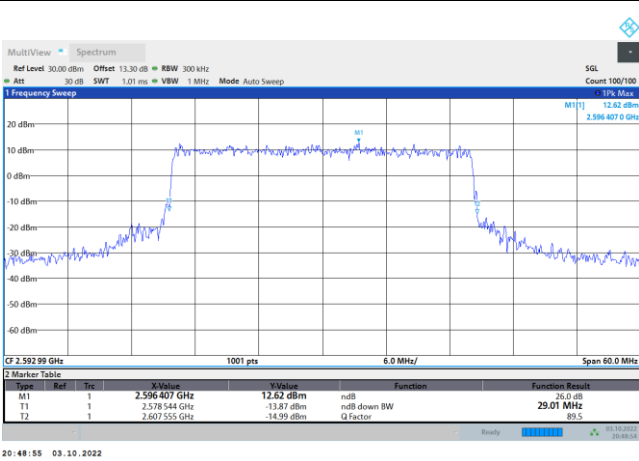 MultiView Spectrum
Ref Level 30.00 dBm Offset 13.30 dB RBW 300 kHz SGL
Att 30 dB SWT 1.01 ms VBW 1 MHz Mode Auto Sweep Count 100/100
1 Frequency Sweep 1Pk Max
M1[1] 12.62 dBm
2.596 407 0 GHz
20 dBm
M1
10 dBm
0 dBm
-10 dBm
-20 dBm
-30 dBm
-40 dBm
-50 dBm
-60 dBm
CF 2.592 99 GHz 1001 pts 6.0 MHz/ Span 60.0 MHz
2 Marker Table
Type Ref Trc X-Value Y-Value Function Function Result
M1 1 2.596 407 GHz 12.62 dBm ndB 26.0 dB
T1 1 2.578 544 GHz -13.87 dBm ndB down BW 29.01 MHz
T2 1 2.607 555 GHz -14.99 dBm Q Factor 89.5
Ready 03.10.2022
20:48:54
20:48:55 03.10.2022